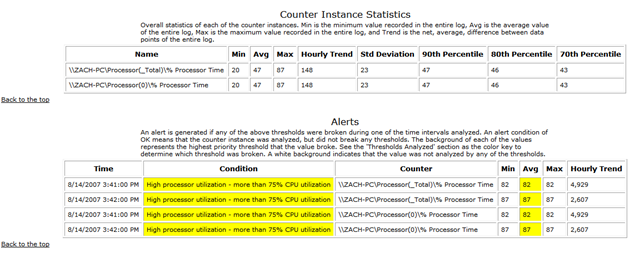 Counter Instance Statistics
Overall statistics of each of the counter instances. Min is the minimum value recorded in the entire log, Avg is the average value
of the entire log, Max is the maximum value recorded in the entire log, and Trend is the net, average, difference between data
points of the entire log.
Name Min Avg Max Hourly Trend Std Deviation 90th Percentile 80th Percentile 70th Percentile
\\ZACH-PC\Processor(_Total)\% Processor Time 20 47 87 148 23 47 46 43
\\ZACH-PC\Processor(0)\% Processor Time 20 47 87 148 23 47 46 43
Back to the top
Alerts
An alert is generated if any of the above thresholds were broken during one of the time intervals analyzed. An alert condition of
OK means that the counter instance was analyzed, but did not break any thresholds. The background of each of the values
represents the highest priority threshold that the value broke. See the 'Thresholds Analyzed' section as the color key to
determine which threshold was broken. A white background indicates that the value was not analyzed by any of the thresholds.
Time Condition Counter Min Avg Max Hourly Trend
8/14/2007 3:41:00 PM High processor utilization - more than 75% CPU utilization \\ZACH-PC\Processor(_Total)\% Processor Time 82 82 82 4,929
8/14/2007 3:42:00 PM High processor utilization - more than 75% CPU utilization \\ZACH-PC\Processor(_Total)\% Processor Time 87 87 87 2,607
8/14/2007 3:41:00 PM High processor utilization - more than 75% CPU utilization \\ZACH-PC\Processor(0)\% Processor Time 82 82 82 4,929
8/14/2007 3:42:00 PM High processor utilization - more than 75% CPU utilization \\ZACH-PC\Processor(0)\% Processor Time 87 87 87 2,607
Back to the top